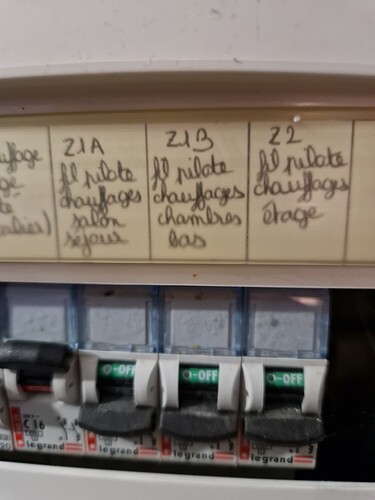 chauffage
Z1A
fil pilote
chauffages
salon
séjour
Z1B
fil pilote
chauffages
chambres
bas
Z2
fil pilote
chauffages
étage
O-OFF
O-OFF
O-OFF
C16
legrand
legrand
legrand
legrand